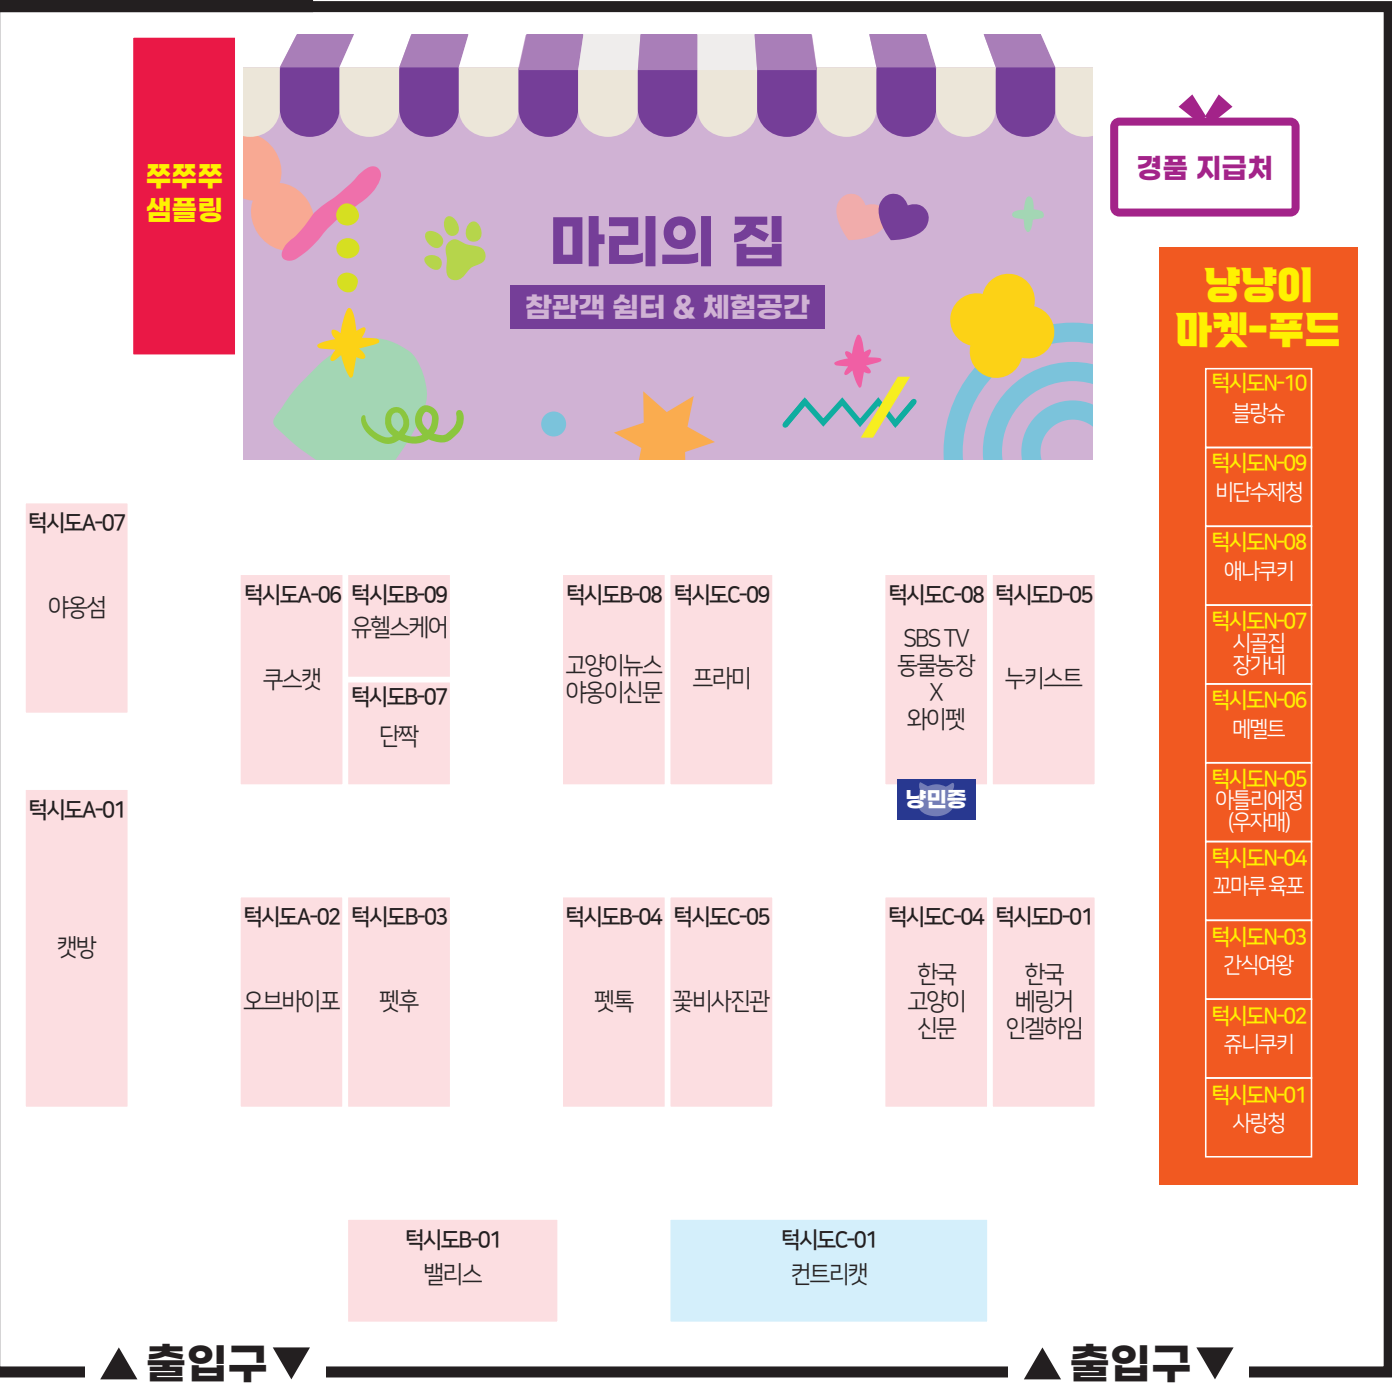 쭈쭈쭈
샘플링
마리의 집
참관객 쉼터 & 체험공간
경품 지급처
냥냥이
마켓-푸드
턱시도N-10
블랑슈
턱시도N-09
비단수제청
턱시도N-08
애나쿠키
턱시도N-07
시골집
장가네
턱시도N-06
메멜트
턱시도N-05
아틀리에정
(우자매)
턱시도N-04
꼬마루 육포
턱시도N-03
간식여왕
턱시도N-02
쥬니쿠키
턱시도N-01
사랑청
턱시도A-07
야옹섬
턱시도A-06
쿠스캣
턱시도B-09
유헬스케어
턱시도B-07
단짝
턱시도B-08
고양이뉴스
야옹이신문
턱시도C-09
프라미
턱시도C-08
SBS TV
동물농장
X
와이펫
냥민증
턱시도D-05
누키스트
턱시도A-01
캣방
턱시도A-02
오브바이포
턱시도B-03
펫후
턱시도B-04
펫톡
턱시도C-05
꽃비사진관
턱시도C-04
한국
고양이
신문
턱시도D-01
한국
베링거
인겔하임
턱시도B-01
밸리스
턱시도C-01
컨트리캣
▲ 출입구 ▼
▲ 출입구 ▼